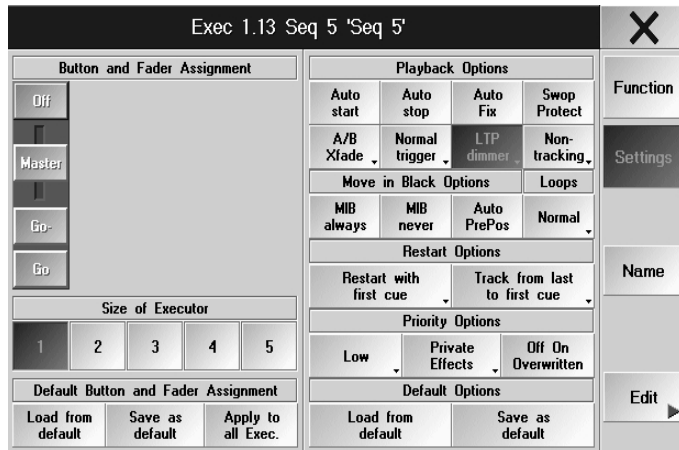 Exec 1.13 Seq 5 'Seq 5'
Button and Fader Assignment
Off
Master
Go-
Go
Size of Executor
1 2 3 4 5
Default Button and Fader Assignment
Load from default
Save as default
Apply to all Exec.
Playback Options
Auto start
Auto stop
Auto Fix
Swop Protect
A/B Xfade
Normal trigger
LTP dimmer
Non-tracking
Move in Black Options
Loops
MIB always
MIB never
Auto PrePos
Normal
Restart Options
Restart with first cue
Track from last to first cue
Priority Options
Low
Private Effects
Off On Overwritten
Default Options
Load from default
Save as default
Function
Settings
Name
Edit